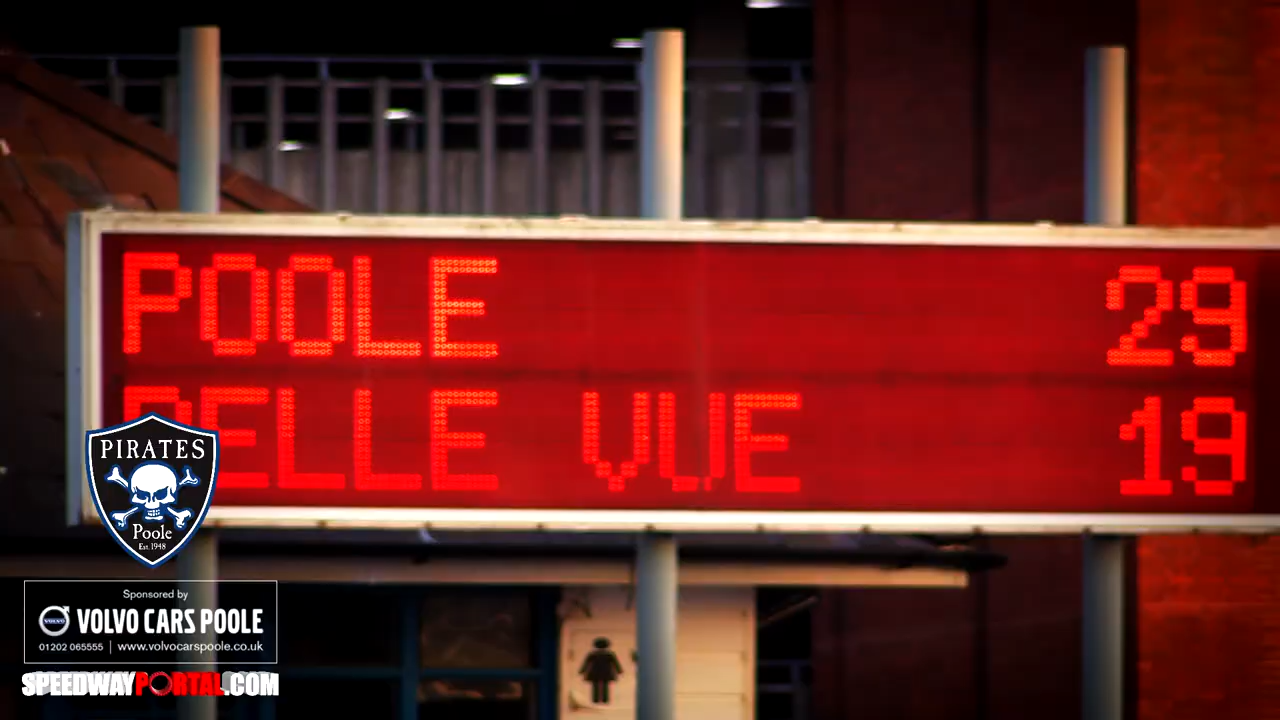 POOLE 29
BELLE VUE 19
PIRATES
Poole
Est. 1948
Sponsored by
VOLVO
VOLVO CARS POOLE
01202 065555 | www.volvocarspoole.co.uk
SPEEDWAYPORTAL.COM